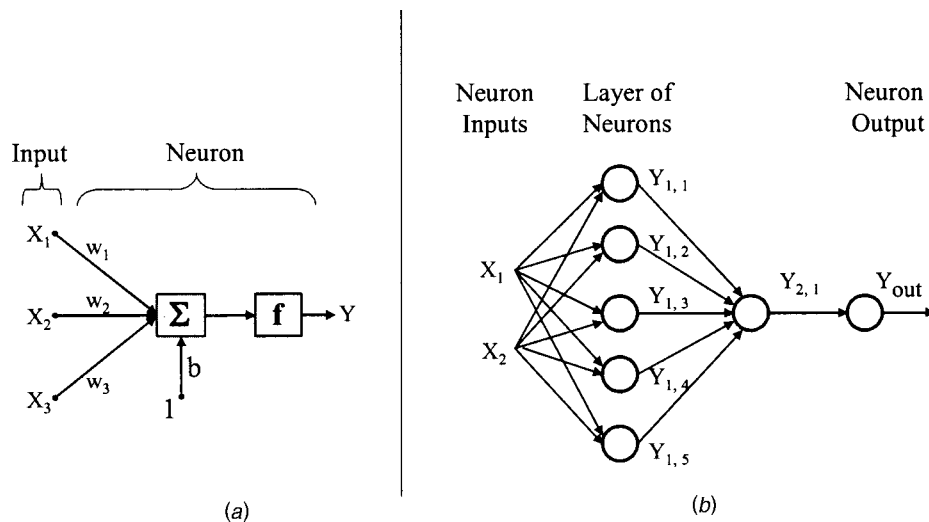 Input
Neuron
X1
w1
X2
w2
Σ
f
Y
w3
X3
b
1
(a)
Neuron
Inputs
Layer of
Neurons
Neuron
Output
Y1, 1
Y1, 2
X1
Y1, 3
Y2, 1
Yout
X2
Y1, 4
Y1, 5
(b)